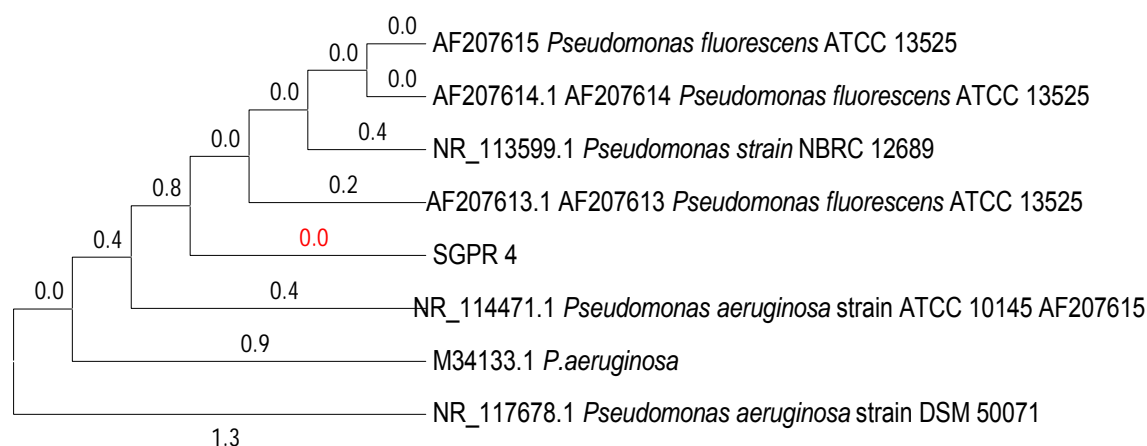 0.0
AF207615 Pseudomonas fluorescens ATCC 13525
0.0
0.0
AF207614.1 AF207614 Pseudomonas fluorescens ATCC 13525
0.0
0.4
NR_113599.1 Pseudomonas strain NBRC 12689
0.0
0.2
AF207613.1 AF207613 Pseudomonas fluorescens ATCC 13525
0.8
0.0
SGPR 4
0.4
0.4
NR_114471.1 Pseudomonas aeruginosa strain ATCC 10145 AF207615
0.0
0.9
M34133.1 P.aeruginosa
NR_117678.1 Pseudomonas aeruginosa strain DSM 50071
1.3